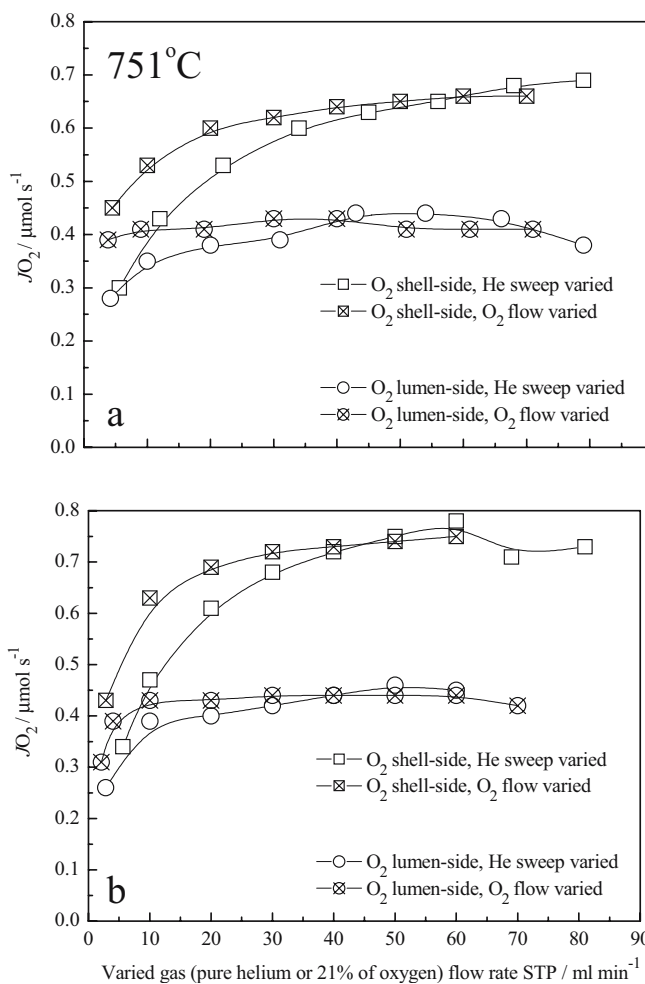 0.8
751°C
0.7
0.6
0.5
0.4
0.3
0.2
0.1
0.0
JO₂ / μmol s⁻¹
O₂ shell-side, He sweep varied
O₂ shell-side, O₂ flow varied
O₂ lumen-side, He sweep varied
O₂ lumen-side, O₂ flow varied
a
0.8
0.7
0.6
0.5
0.4
0.3
0.2
0.1
0.0
JO₂ / μmol s⁻¹
O₂ shell-side, He sweep varied
O₂ shell-side, O₂ flow varied
O₂ lumen-side, He sweep varied
O₂ lumen-side, O₂ flow varied
b
0 10 20 30 40 50 60 70 80 90
Varied gas (pure helium or 21% of oxygen) flow rate STP / ml min⁻¹